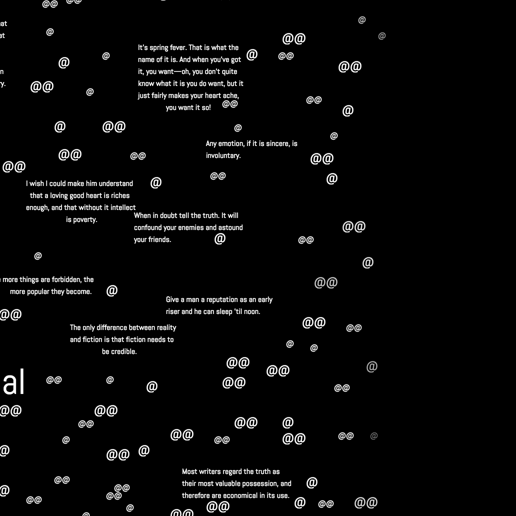 @@ @@
@
at
@
@@
@
it
It's spring fever. That is what the
name of it is. And when you've got
it, you want—oh, you don't quite
know what it is you do want, but it
just fairly makes your heart ache,
you want it so!
@
@@
@
@
@@
n
y.
@@
@
@@
@@
@
@
@@
@
@
@@
@@
@@
Any emotion, if it is sincere, is
involuntary.
@@
@@
@@
@
@
I wish I could make him understand
that a loving good heart is riches
enough, and that without it intellect
is poverty.
When in doubt tell the truth. It will
confound your enemies and astound
your friends.
@@
@
@@
@
@
more things are forbidden, the
more popular they become.
@
@@
Give a man a reputation as an early
riser and he can sleep 'til noon.
@@
@@
@@
The only difference between reality
and fiction is that fiction needs to
be credible.
@
@
@@
@@
@
al
@@
@
@
@@
@@
@@
@@
@@
@@
@
@
@@
@@
@@
@@
@
@
@@
@
@@
Most writers regard the truth as
their most valuable possession, and
therefore are economical in its use.
@@
@
@@
@
@@
@@
@
@@
@@
@
@@
@@
@